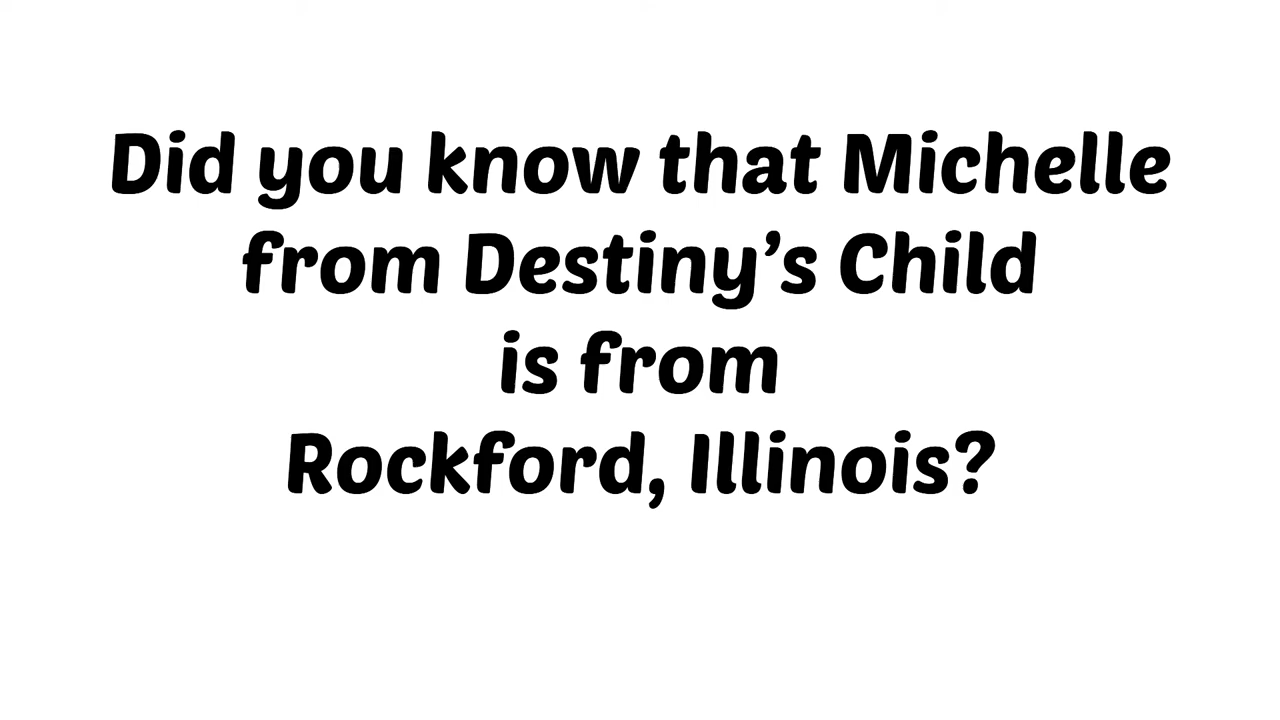 Did you know that Michelle
from Destiny’s Child
is from
Rockford, Illinois?